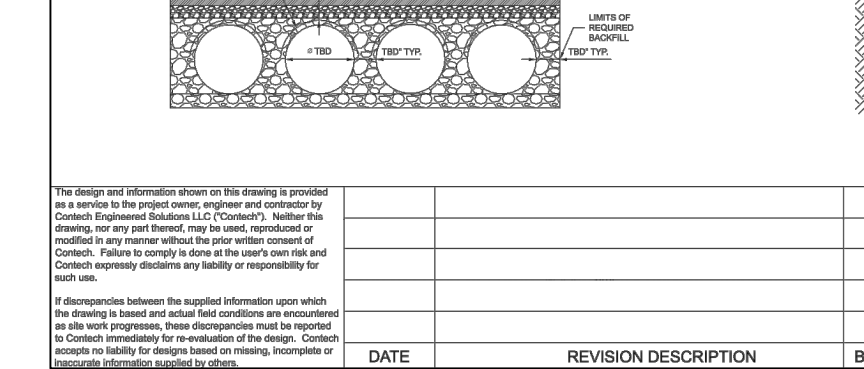 LIMITS OF
REQUIRED
BACKFILL
Ø TBD
TBD" TYP.
TBD" TYP.
The design and information shown on this drawing is provided
as a service to the project owner, engineer and contractor by
Contech Engineered Solutions LLC ("Contech"). Neither this
drawing, nor any part thereof, may be used, reproduced or
modified in any manner without the prior written consent of
Contech. Failure to comply is done at the user's own risk and
Contech expressly disclaims any liability or responsibility for
such use.
If discrepancies between the supplied information upon which
the drawing is based and actual field conditions are encountered
as site work progresses, these discrepancies must be reported
to Contech immediately for re-evaluation of the design. Contech
accepts no liability for designs based on missing, incomplete or
inaccurate information supplied by others.
DATE
REVISION DESCRIPTION